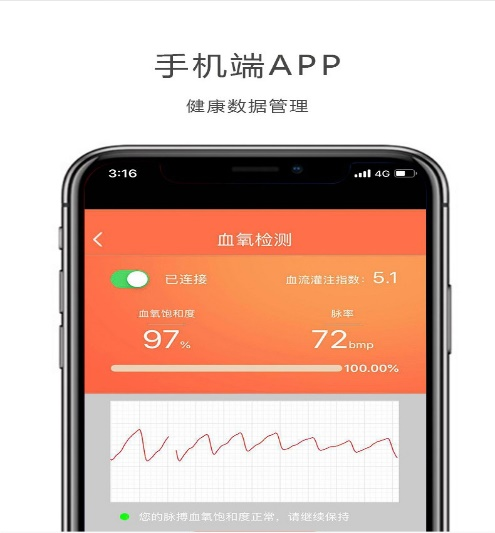 手机端APP
健康数据管理
3:16 4G
血氧检测
已连接 血流灌注指数: 5.1
血氧饱和度 脉率
97% 72bmp
100.00%
您的脉搏血氧饱和度正常，请继续保持